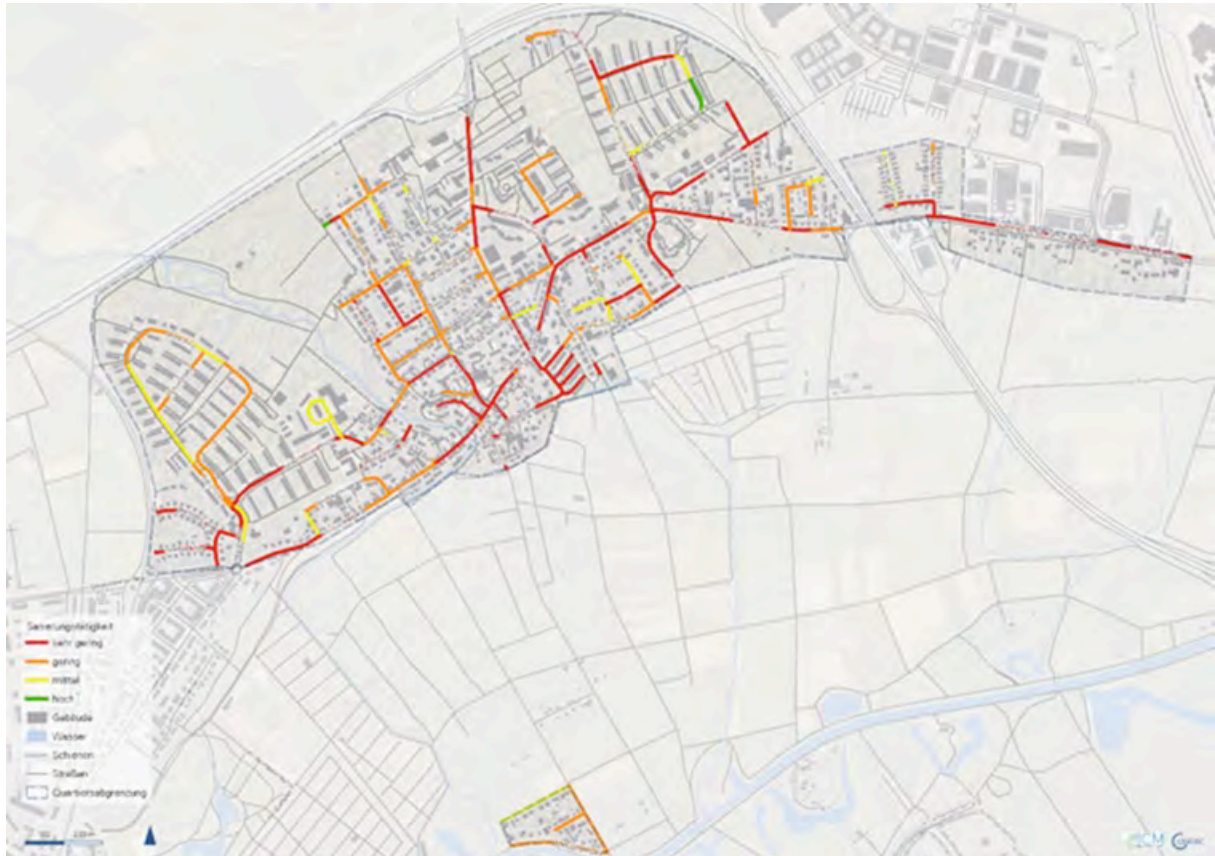 Sanierungstätigkeit
sehr gering
gering
mittel
hoch
Gebäude
Wasser
Schienen
Straßen
Quartiersabgrenzung